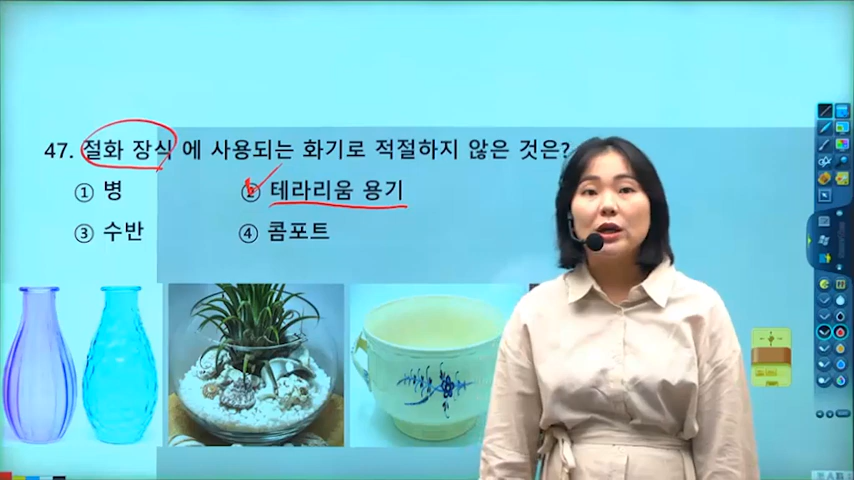 47. 절화 장식 에 사용되는 화기로 적절하지 않은 것은?
① 병 ② 테라리움 용기
③ 수반 ④ 콤포트